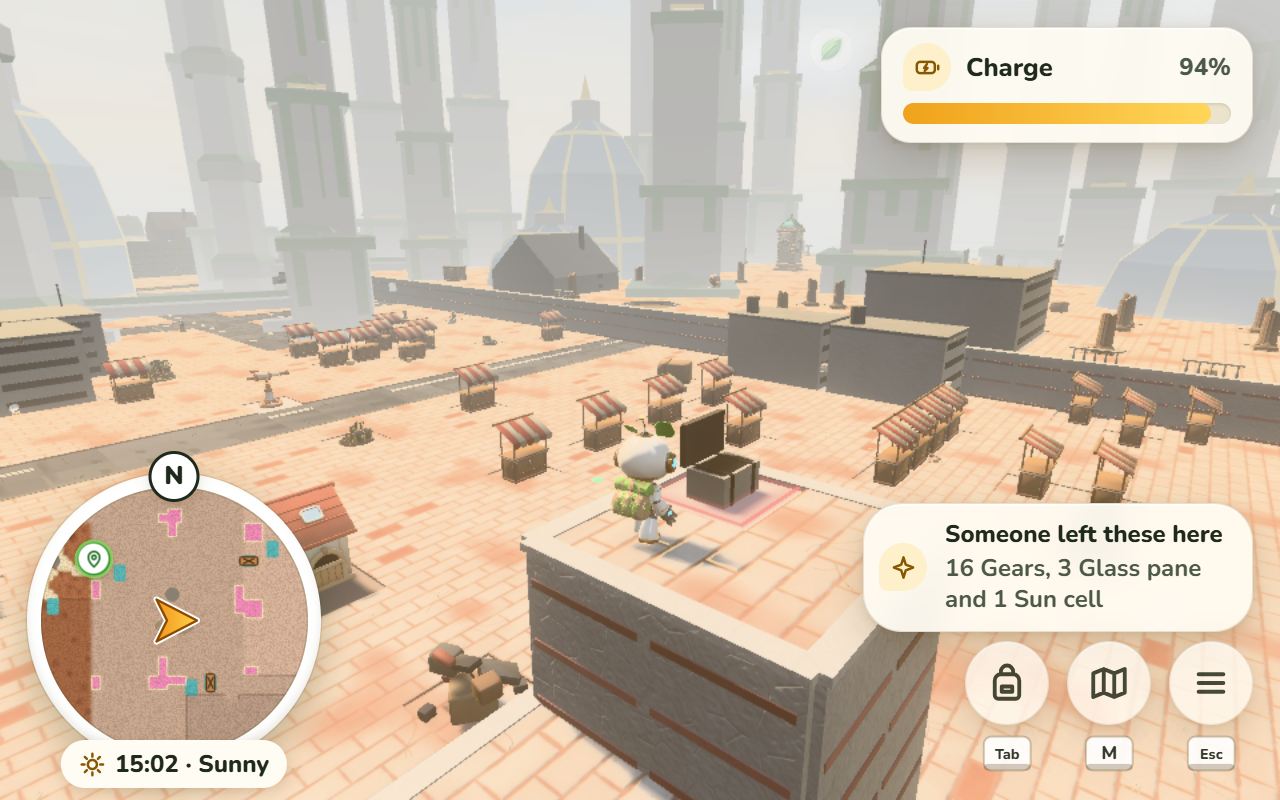 Charge 94%
N
Someone left these here
16 Gears, 3 Glass pane
and 1 Sun cell
15:02 · Sunny
Tab
M
Esc